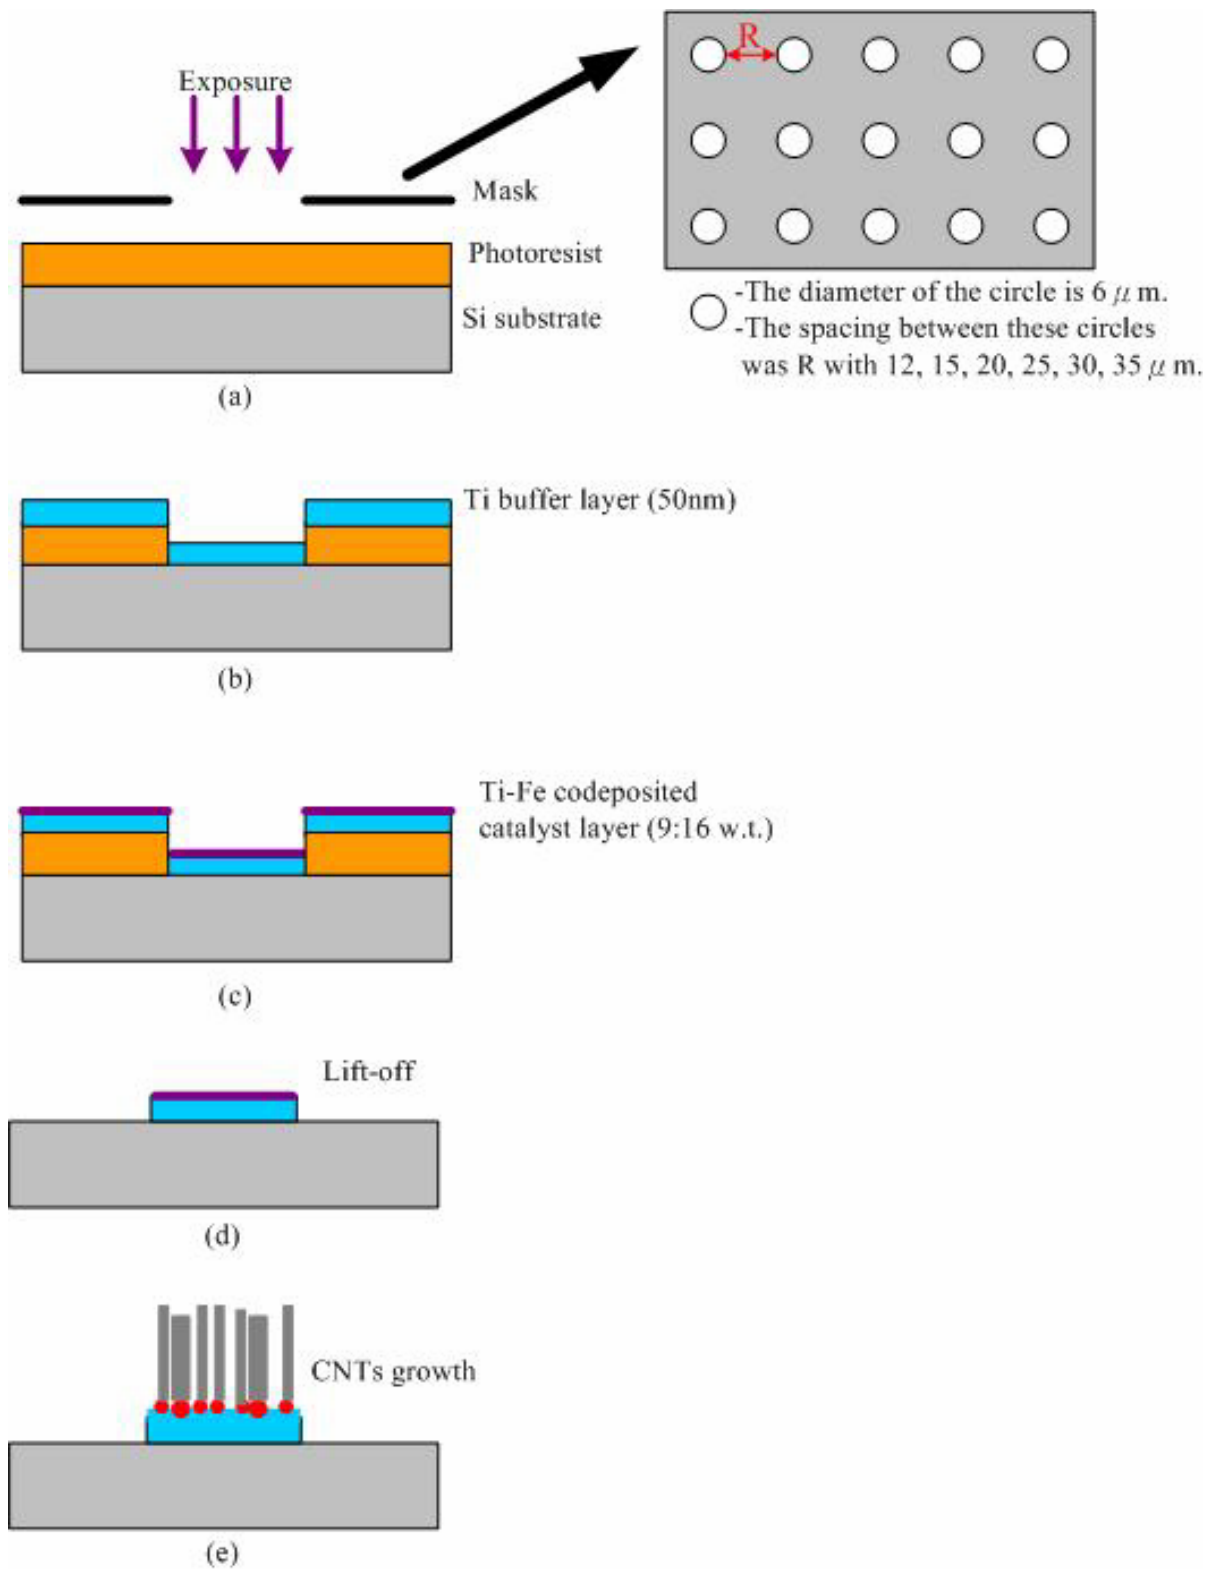 Exposure
R
Mask
Photoresist
Si substrate
(a)
-The diameter of the circle is 6 μm.
-The spacing between these circles
was R with 12, 15, 20, 25, 30, 35 μm.
Ti buffer layer (50nm)
(b)
Ti-Fe codeposited
catalyst layer (9:16 w.t.)
(c)
Lift-off
(d)
CNTs growth
(e)